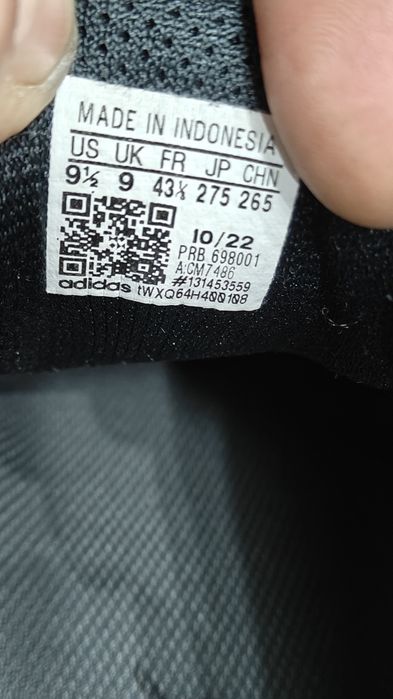 MADE IN INDONESIA
US UK FR JP CHN
9½ 9 43⅓ 275 265
10/22
PRB 698001
A:CM7486
#131453559
adidas tWXQ64H400108